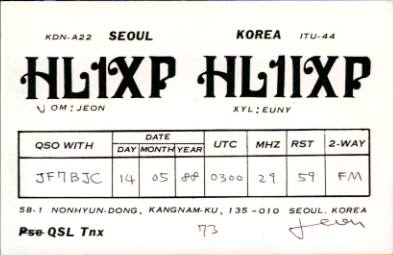 KDN-A22 SEOUL KOREA ITU-44
HL1XP HL1IXP
√ OM; JEON XYL; EUNY
QSO WITH DATE UTC MHZ RST 2-WAY
DAY MONTH YEAR
JF7BJC 14 05 88 0300 29 59 FM
58-1 NONHYUN-DONG, KANGNAM-KU, 135-010 SEOUL, KOREA
Pse QSL Tnx 73 Jeon